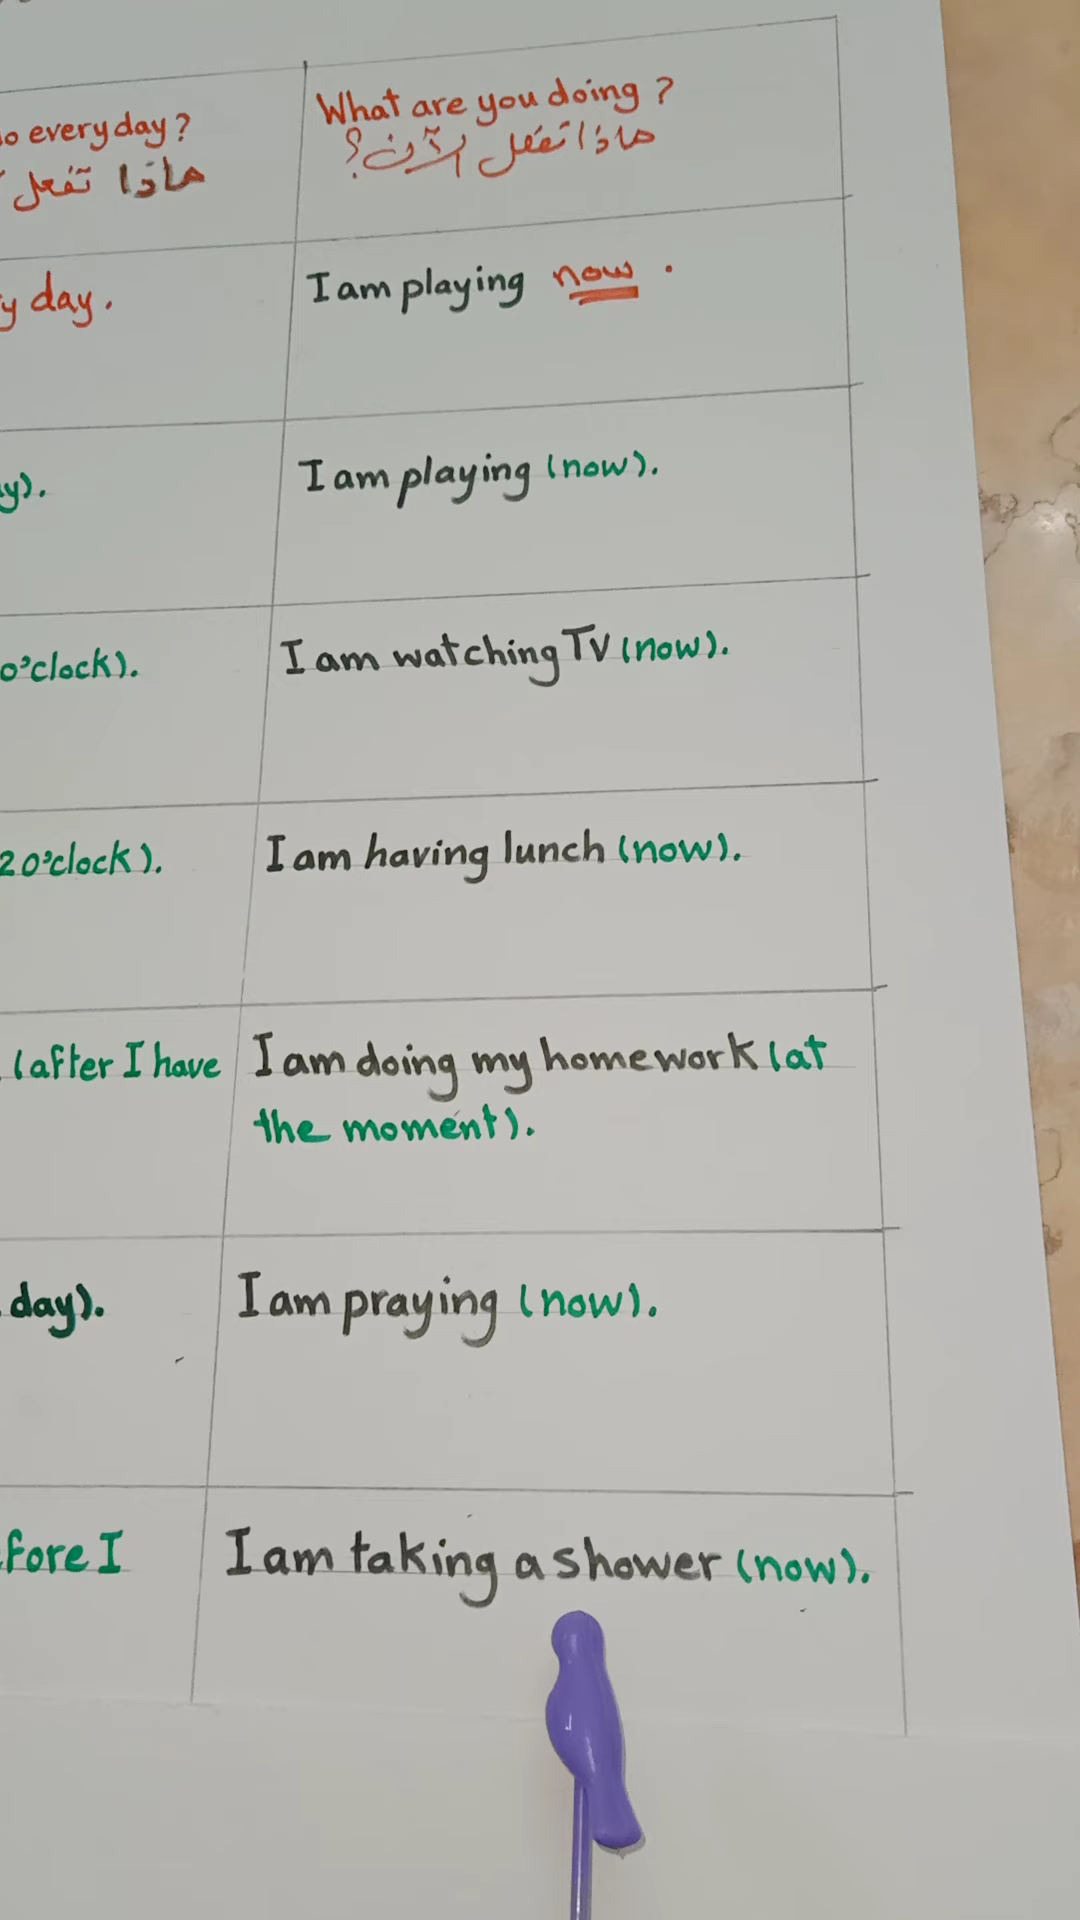 o everyday?
ماذا تفعل
What are you doing ?
ماذا تفعل الآن؟
y day.
I am playing now .
y).
I am playing (now).
o'clock).
I am watching TV (now).
2 o'clock).
I am having lunch (now).
(after I have
I am doing my homework (at
the moment).
day).
I am praying (now).
fore I
I am taking a shower (now).